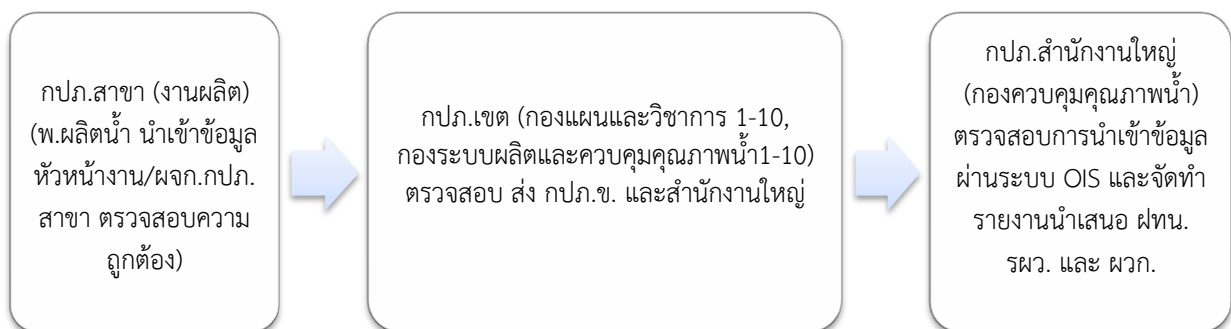 กปภ.สาขา (งานผลิต)
(พ.ผลิตน้ำ นำเข้าข้อมูล
หัวหน้างาน/ผจก.กปภ.
สาขา ตรวจสอบความ
ถูกต้อง)
กปภ.เขต (กองแผนและวิชาการ 1-10,
กองระบบผลิตและควบคุมคุณภาพน้ำ1-10)
ตรวจสอบ ส่ง กปภ.ข. และสำนักงานใหญ่
กปภ.สำนักงานใหญ่
(กองควบคุมคุณภาพน้ำ)
ตรวจสอบการนำเข้าข้อมูล
ผ่านระบบ OIS และจัดทำ
รายงานนำเสนอ ฝทน.
รผว. และ ผวก.